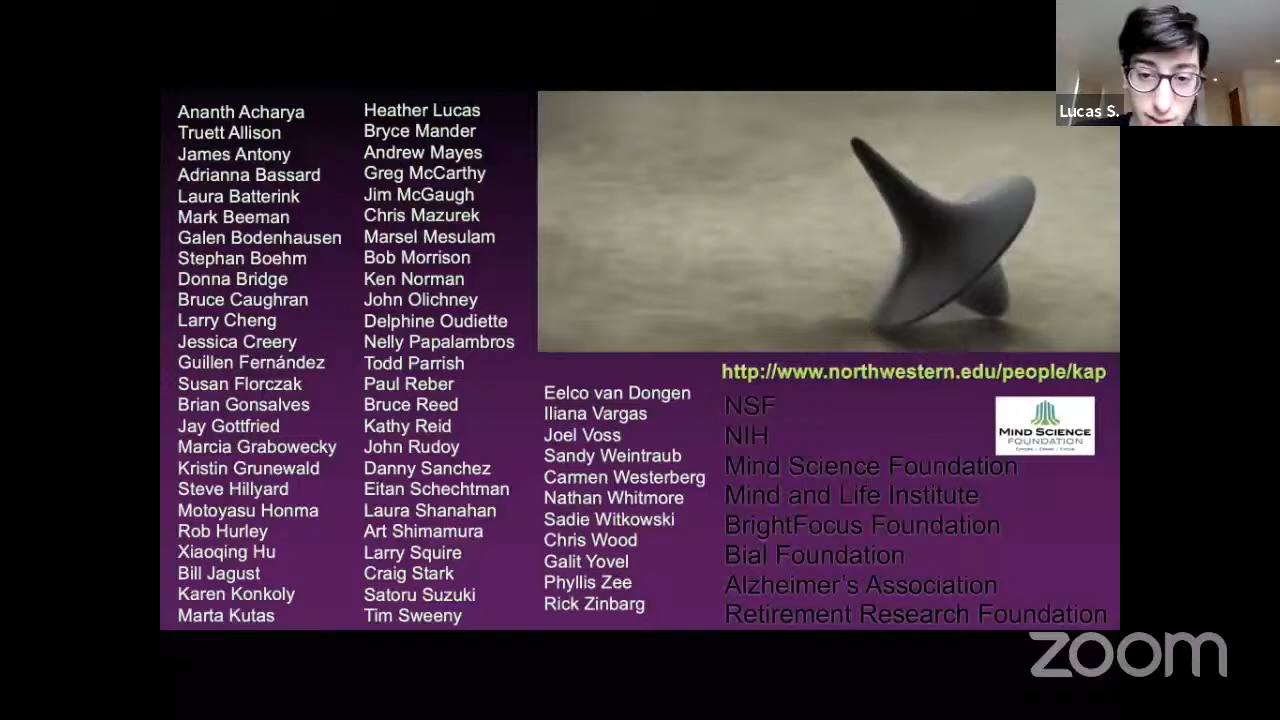 Lucas S.
Ananth Acharya
Truett Allison
James Antony
Adrianna Bassard
Laura Batterink
Mark Beeman
Galen Bodenhausen
Stephan Boehm
Donna Bridge
Bruce Caughran
Larry Cheng
Jessica Creery
Guillen Fernández
Susan Florczak
Brian Gonsalves
Jay Gottfried
Marcia Grabowecky
Kristin Grunewald
Steve Hillyard
Motoyasu Honma
Rob Hurley
Xiaoqing Hu
Bill Jagust
Karen Konkoly
Marta Kutas
Heather Lucas
Bryce Mander
Andrew Mayes
Greg McCarthy
Jim McGaugh
Chris Mazurek
Marsel Mesulam
Bob Morrison
Ken Norman
John Olichney
Delphine Oudiette
Nelly Papalambros
Todd Parrish
Paul Reber
Bruce Reed
Kathy Reid
John Rudoy
Danny Sanchez
Eitan Schechtman
Laura Shanahan
Art Shimamura
Larry Squire
Craig Stark
Satoru Suzuki
Tim Sweeny
Eelco van Dongen
Iliana Vargas
Joel Voss
Sandy Weintraub
Carmen Westerberg
Nathan Whitmore
Sadie Witkowski
Chris Wood
Galit Yovel
Phyllis Zee
Rick Zinbarg
http://www.northwestern.edu/people/kap
NSF
NIH
Mind Science Foundation
Mind and Life Institute
BrightFocus Foundation
Bial Foundation
Alzheimer's Association
Retirement Research Foundation
MIND SCIENCE
FOUNDATION
zoom